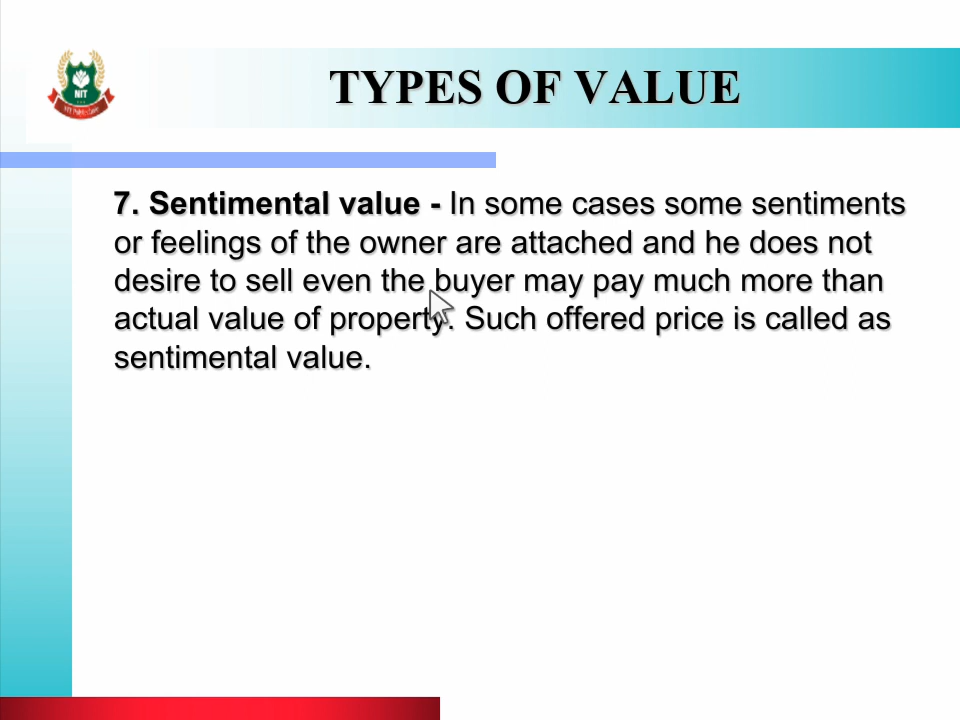 TYPES OF VALUE
NIT
7. Sentimental value - In some cases some sentiments
or feelings of the owner are attached and he does not
desire to sell even the buyer may pay much more than
actual value of property. Such offered price is called as
sentimental value.